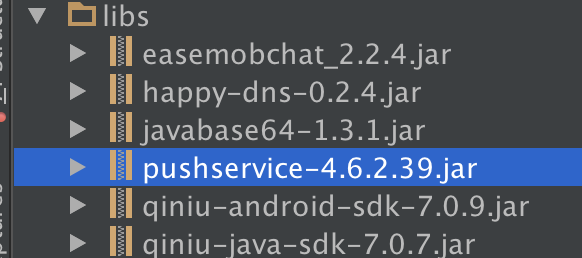 libs
easemobchat_2.2.4.jar
happy-dns-0.2.4.jar
javabase64-1.3.1.jar
pushservice-4.6.2.39.jar
qiniu-android-sdk-7.0.9.jar
qiniu-java-sdk-7.0.7.jar